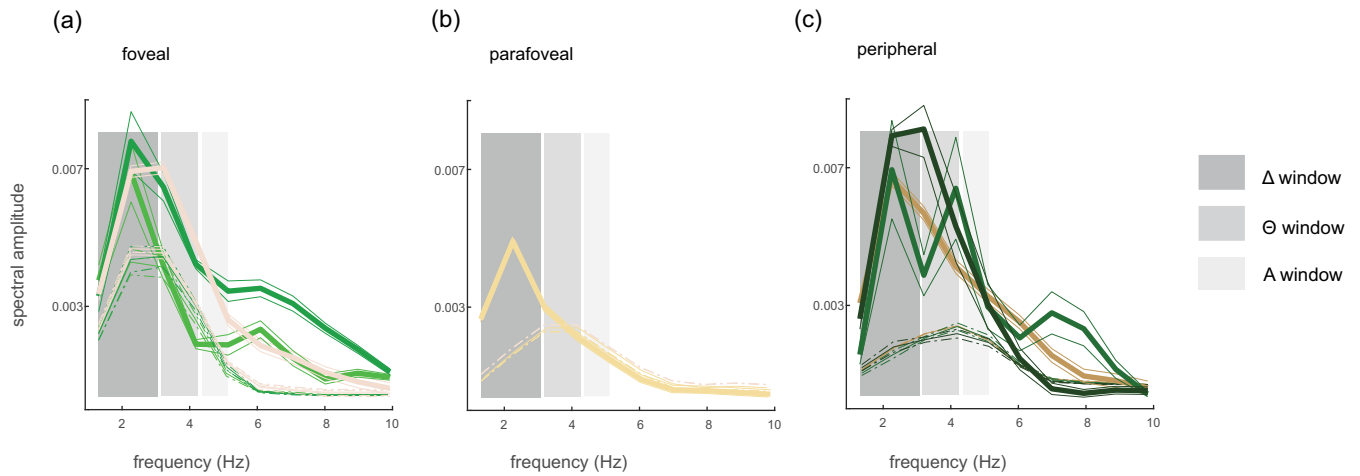 (a)
(b)
(c)
foveal
parafoveal
peripheral
spectral amplitude
0.007
0.003
2
4
6
8
10
frequency (Hz)
0.007
0.003
2
4
6
8
10
frequency (Hz)
0.007
0.003
2
4
6
8
10
frequency (Hz)
Δ window
Θ window
A window